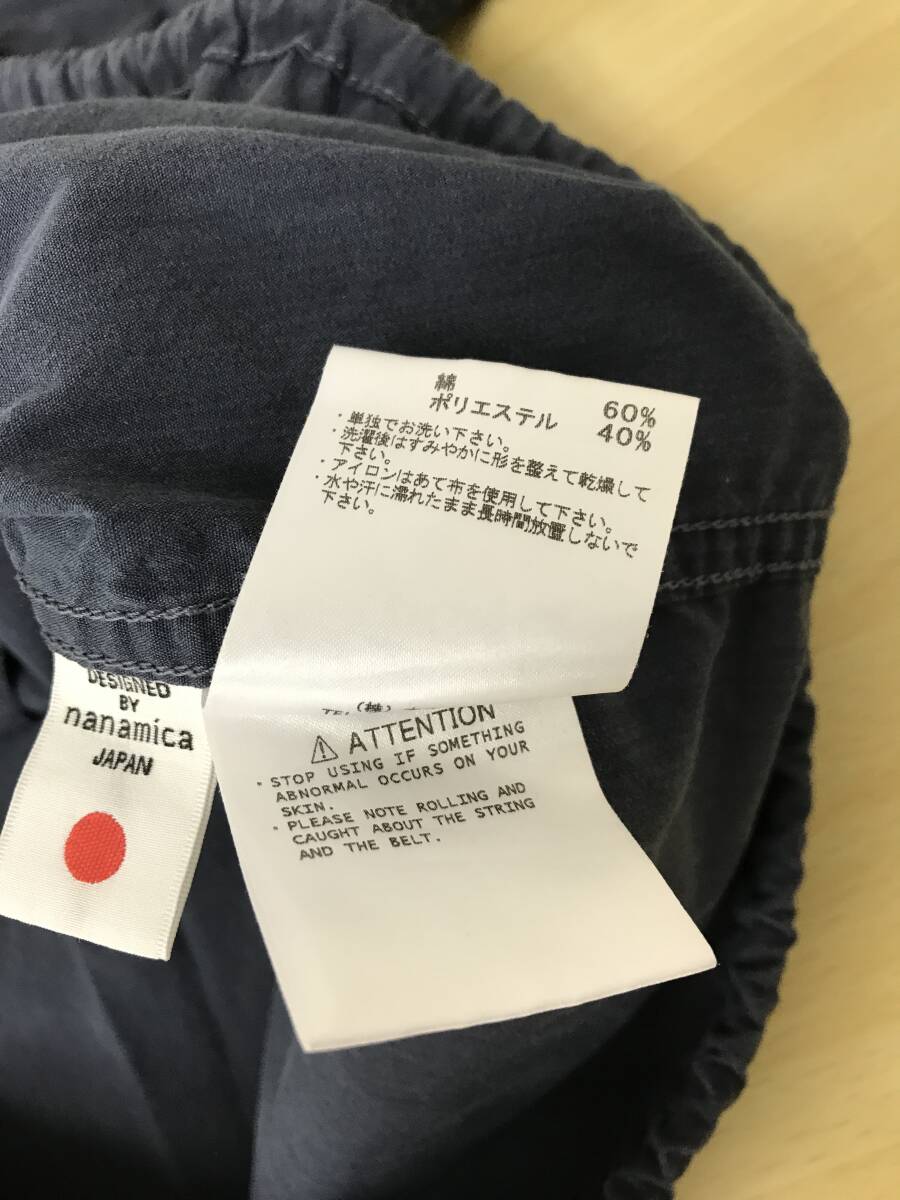 綿 60%
ポリエステル 40%
・単独でお洗い下さい。
・洗濯後はすみやかに形を整えて乾燥して
下さい。
・アイロンはあて布を使用して下さい。
・水や汗に濡れたまま長時間放置しないで
下さい。
DESIGNED
BY
nanamica
JAPAN
⚠ ATTENTION
・STOP USING IF SOMETHING
ABNORMAL OCCURS ON YOUR
SKIN.
・PLEASE NOTE ROLLING AND
CAUGHT ABOUT THE STRING
AND THE BELT.